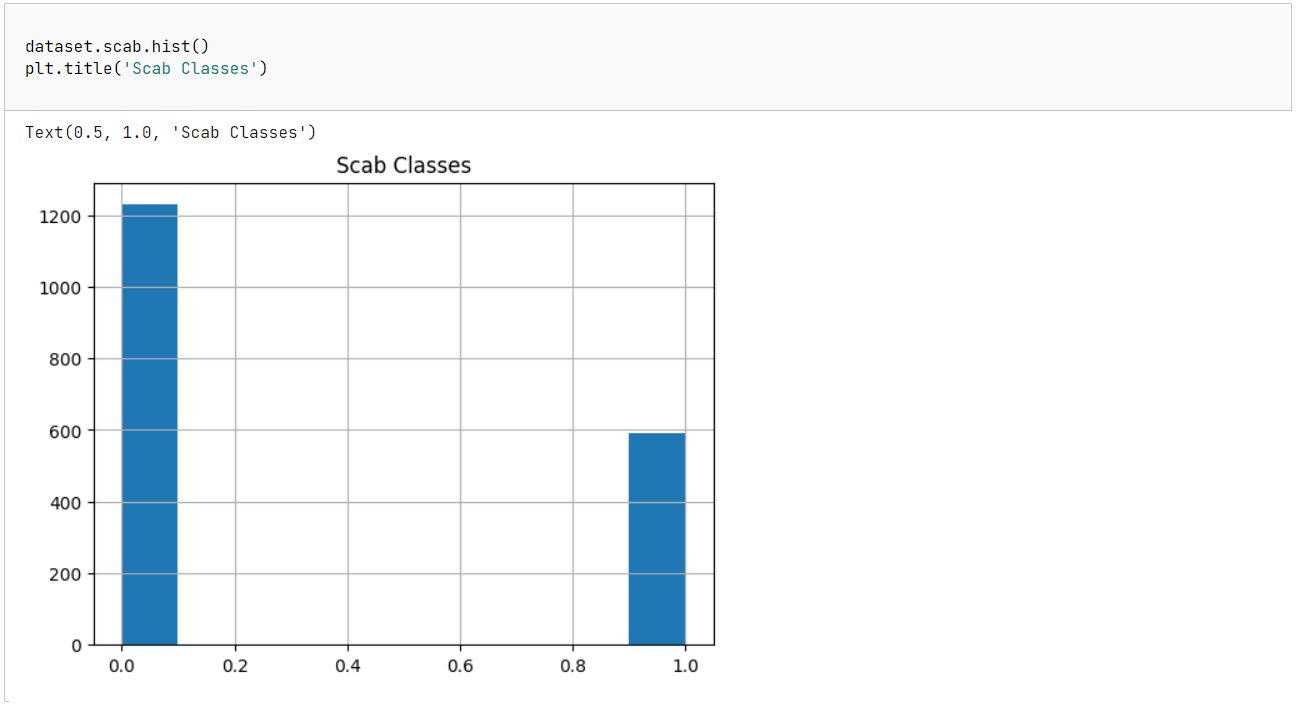 dataset.scab.hist()
plt.title('Scab Classes')
Text(0.5, 1.0, 'Scab Classes')
Scab Classes
1200
1000
800
600
400
200
0
0.0 0.2 0.4 0.6 0.8 1.0